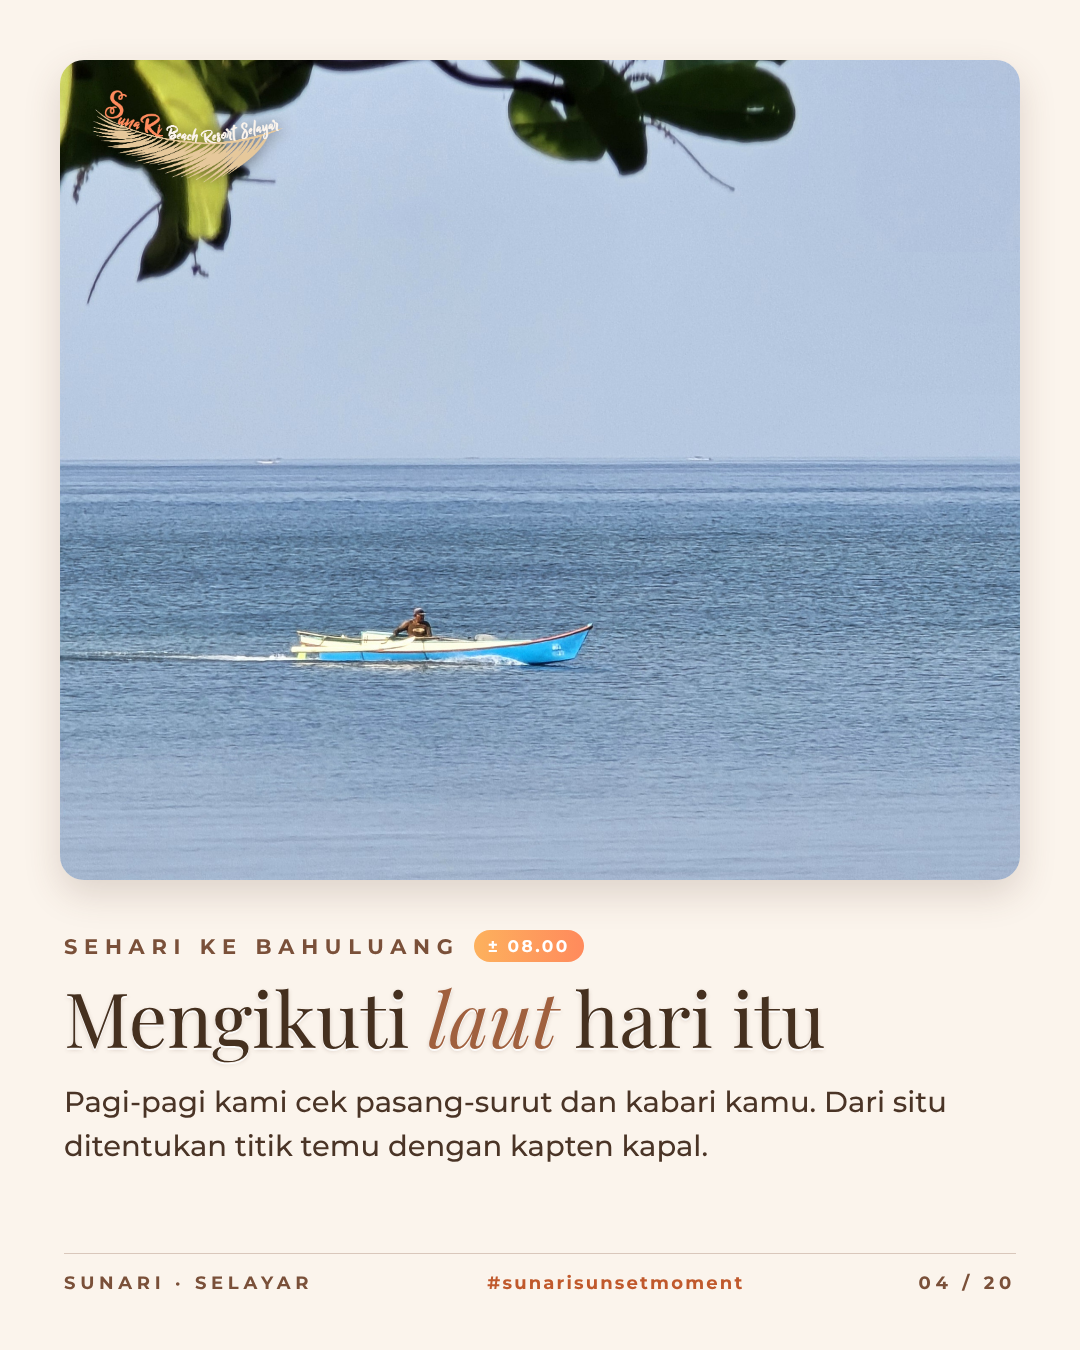 SunaRi Beach Resort Selayar
SEHARI KE BAHULUANG ± 08.00
Mengikuti laut hari itu
Pagi-pagi kami cek pasang-surut dan kabari kamu. Dari situ
ditentukan titik temu dengan kapten kapal.
SUNARI · SELAYAR #sunarisunsetmoment 04 / 20